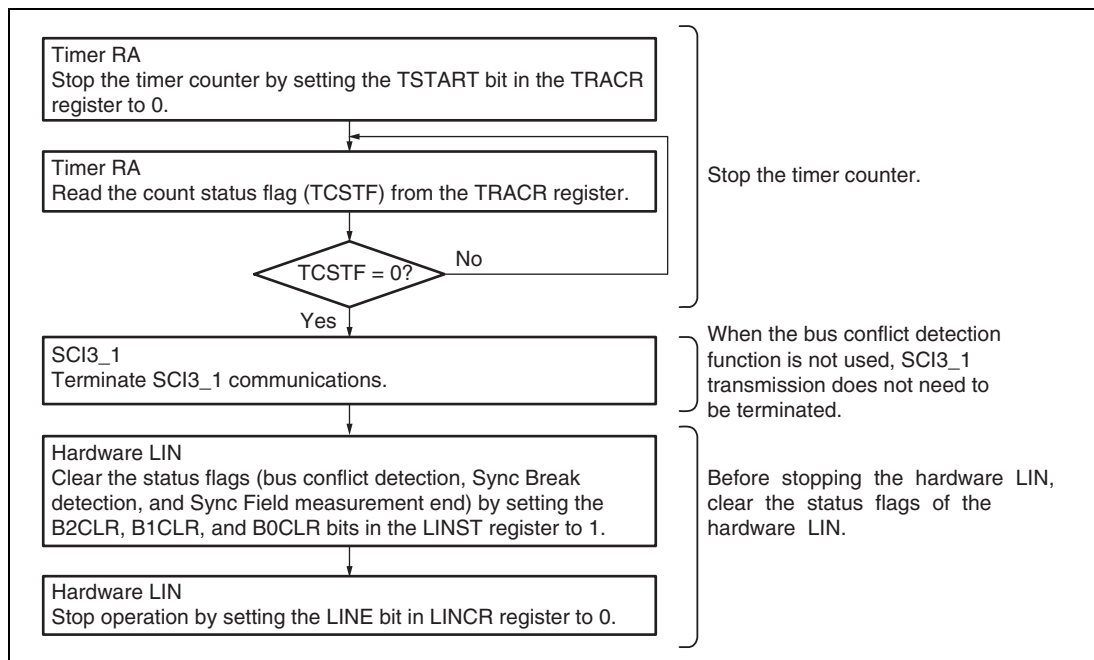 Timer RA
Stop the timer counter by setting the TSTART bit in the TRACR
register to 0.
Timer RA
Read the count status flag (TCSTF) from the TRACR register.
Stop the timer counter.
TCSTF = 0?
No
Yes
SCI3_1
Terminate SCI3_1 communications.
When the bus conflict detection
function is not used, SCI3_1
transmission does not need to
be terminated.
Hardware LIN
Clear the status flags (bus conflict detection, Sync Break
detection, and Sync Field measurement end) by setting the
B2CLR, B1CLR, and B0CLR bits in the LINST register to 1.
Before stopping the hardware LIN,
clear the status flags of the
hardware LIN.
Hardware LIN
Stop operation by setting the LINE bit in LINCR register to 0.